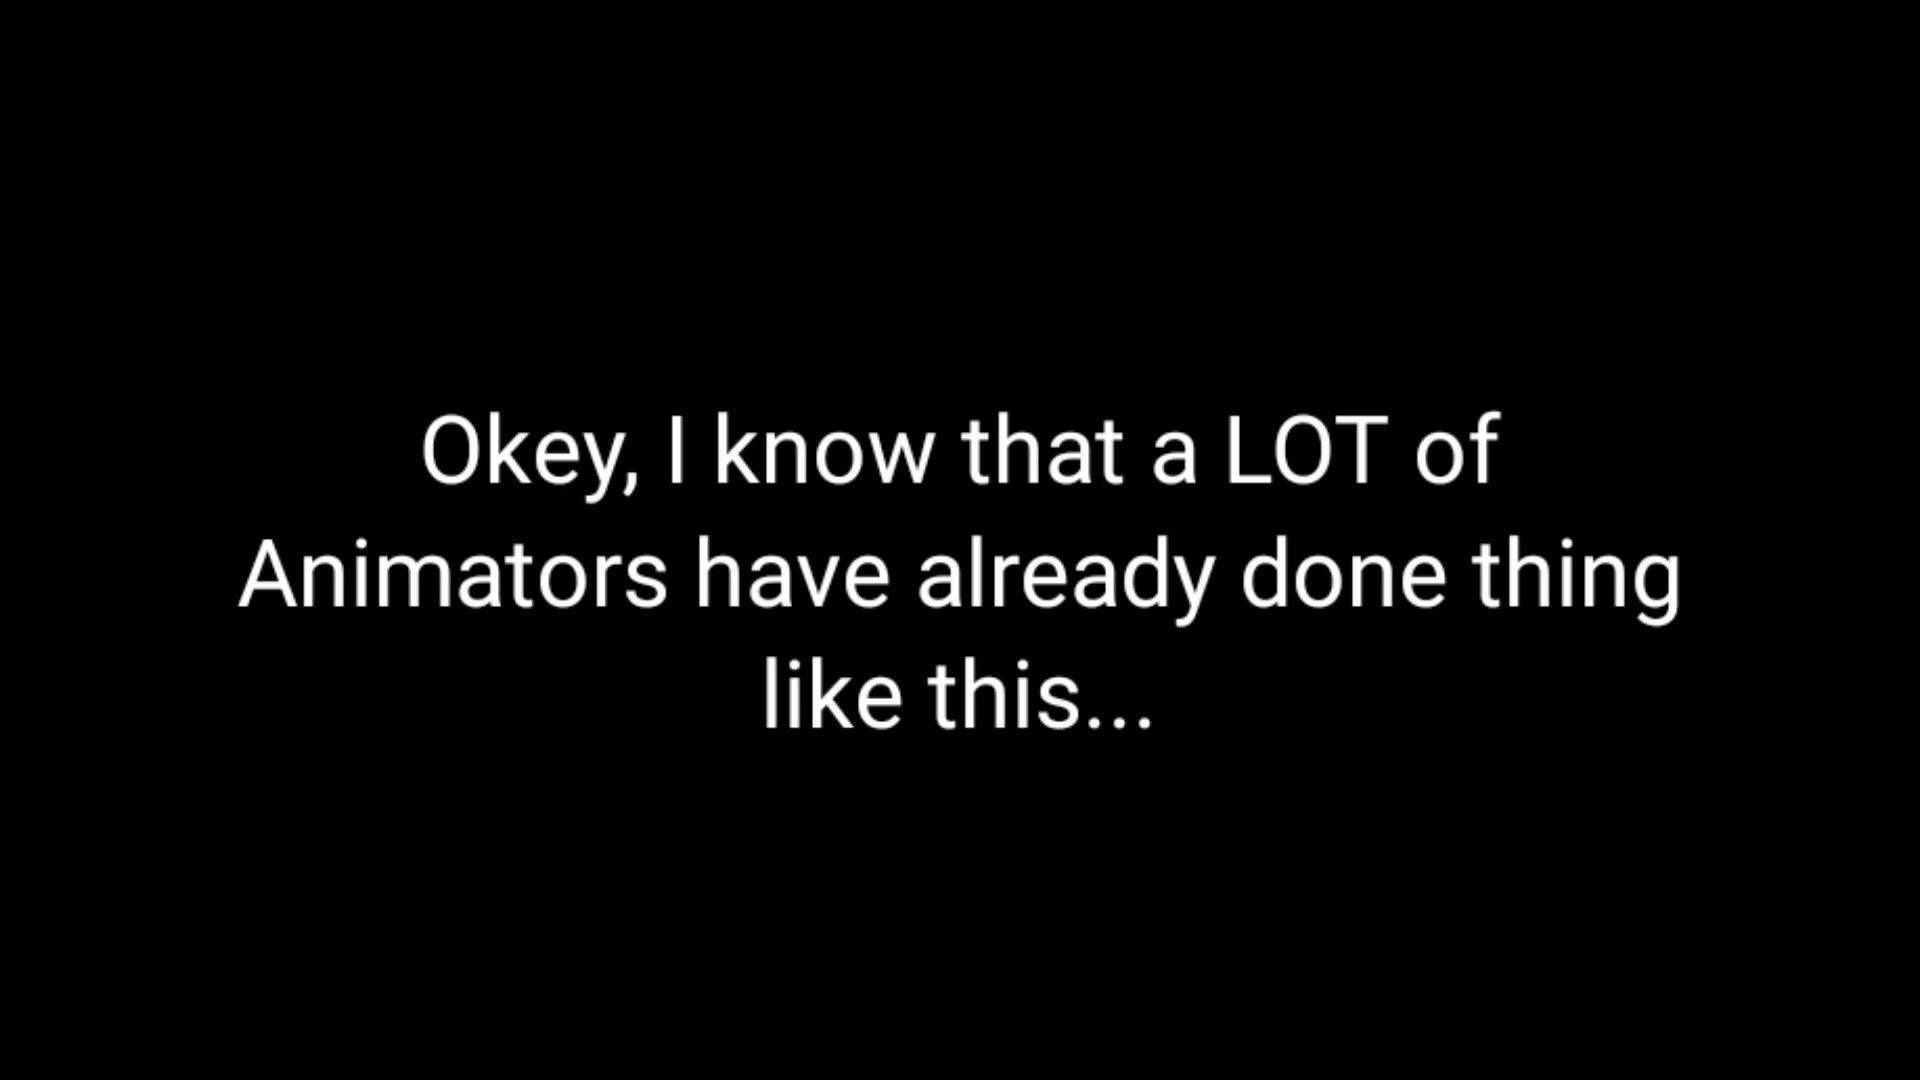 Okey, I know that a LOT of
Animators have already done thing
like this...